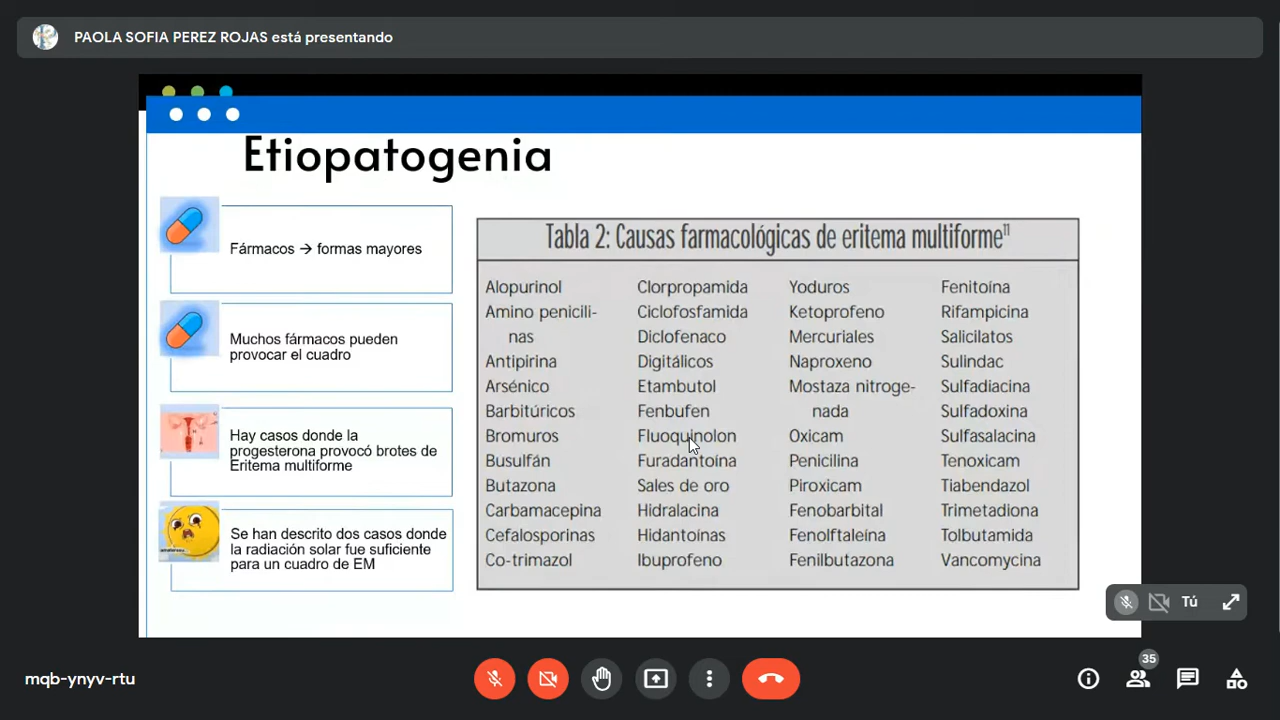 PAOLA SOFIA PEREZ ROJAS está presentando
Etiopatogenia
Fármacos → formas mayores
Muchos fármacos pueden
provocar el cuadro
Hay casos donde la
progesterona provocó brotes de
Eritema multiforme
Se han descrito dos casos donde
la radiación solar fue suficiente
para un cuadro de EM
Tabla 2: Causas farmacológicas de eritema multiforme11
Alopurinol
Amino penicili-
nas
Antipirina
Arsénico
Barbitúricos
Bromuros
Busulfán
Butazona
Carbamacepina
Cefalosporinas
Co-trimazol
Clorpropamida
Ciclofosfamida
Diclofenaco
Digitálicos
Etambutol
Fenbufen
Fluoquinolon
Furadantoína
Sales de oro
Hidralacina
Hidantoínas
Ibuprofeno
Yoduros
Ketoprofeno
Mercuriales
Naproxeno
Mostaza nitroge-
nada
Oxicam
Penicilina
Piroxicam
Fenobarbital
Fenolftaleína
Fenilbutazona
Fenitoína
Rifampicina
Salicilatos
Sulindac
Sulfadiacina
Sulfadoxina
Sulfasalacina
Tenoxicam
Tiabendazol
Trimetadiona
Tolbutamida
Vancomycina
Tú
mqb-ynyv-rtu
35